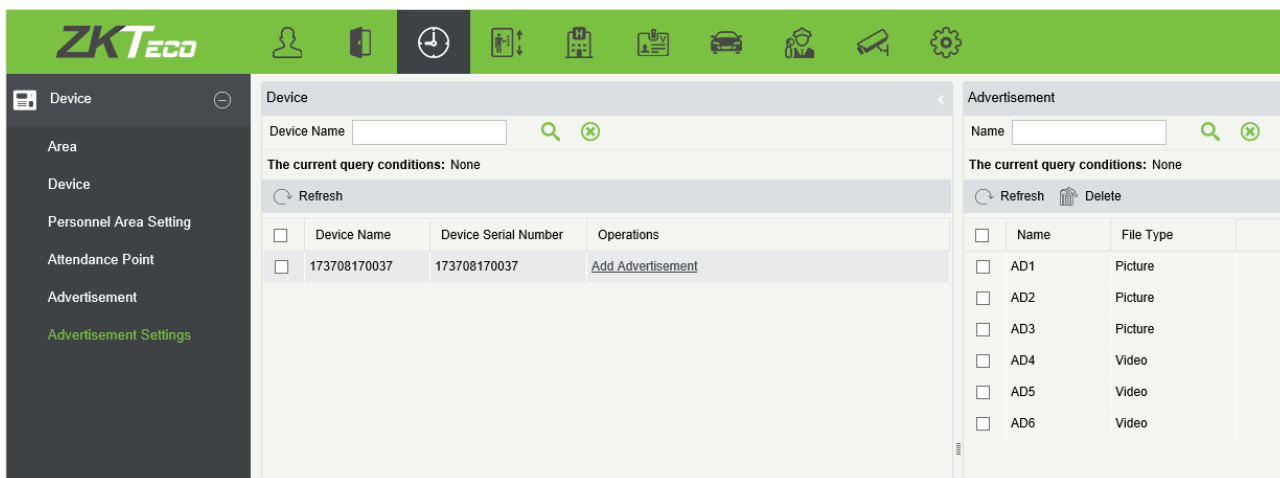 ZKTECO
Device
Area
Device
Personnel Area Setting
Attendance Point
Advertisement
Advertisement Settings
Device
Device Name
The current query conditions: None
Refresh
Device Name Device Serial Number Operations
173708170037 173708170037 Add Advertisement
Advertisement
Name
The current query conditions: None
Refresh Delete
Name File Type
AD1 Picture
AD2 Picture
AD3 Picture
AD4 Video
AD5 Video
AD6 Video